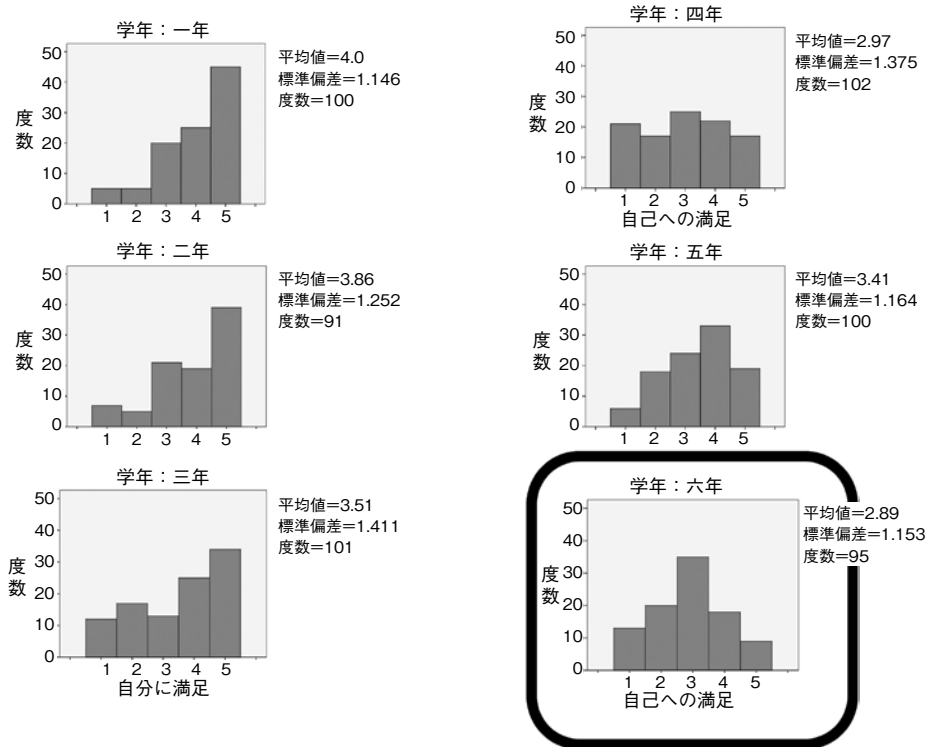 学年：一年
50
40
30
20
10
0
度数
1 2 3 4 5
平均値=4.0
標準偏差=1.146
度数=100
学年：二年
50
40
30
20
10
0
度数
1 2 3 4 5
平均値=3.86
標準偏差=1.252
度数=91
学年：三年
50
40
30
20
10
0
度数
1 2 3 4 5
自分に満足
平均値=3.51
標準偏差=1.411
度数=101
学年：四年
50
40
30
20
10
0
度数
1 2 3 4 5
自己への満足
平均値=2.97
標準偏差=1.375
度数=102
学年：五年
50
40
30
20
10
0
度数
1 2 3 4 5
平均値=3.41
標準偏差=1.164
度数=100
学年：六年
50
40
30
20
10
0
度数
1 2 3 4 5
自己への満足
平均値=2.89
標準偏差=1.153
度数=95